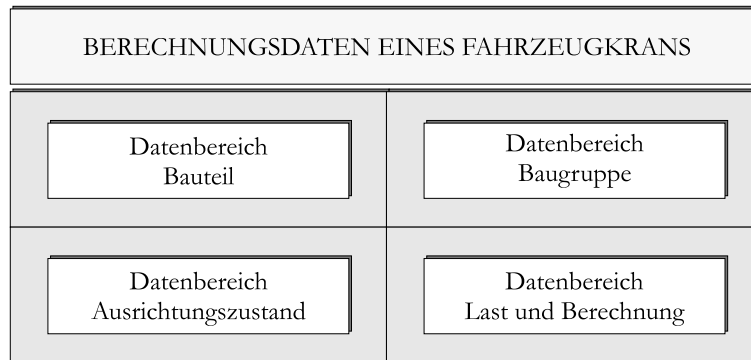 BERECHNUNGSDATEN EINES FAHRZEUGKRANS
Datenbereich
Bauteil
Datenbereich
Baugruppe
Datenbereich
Ausrichtungszustand
Datenbereich
Last und Berechnung